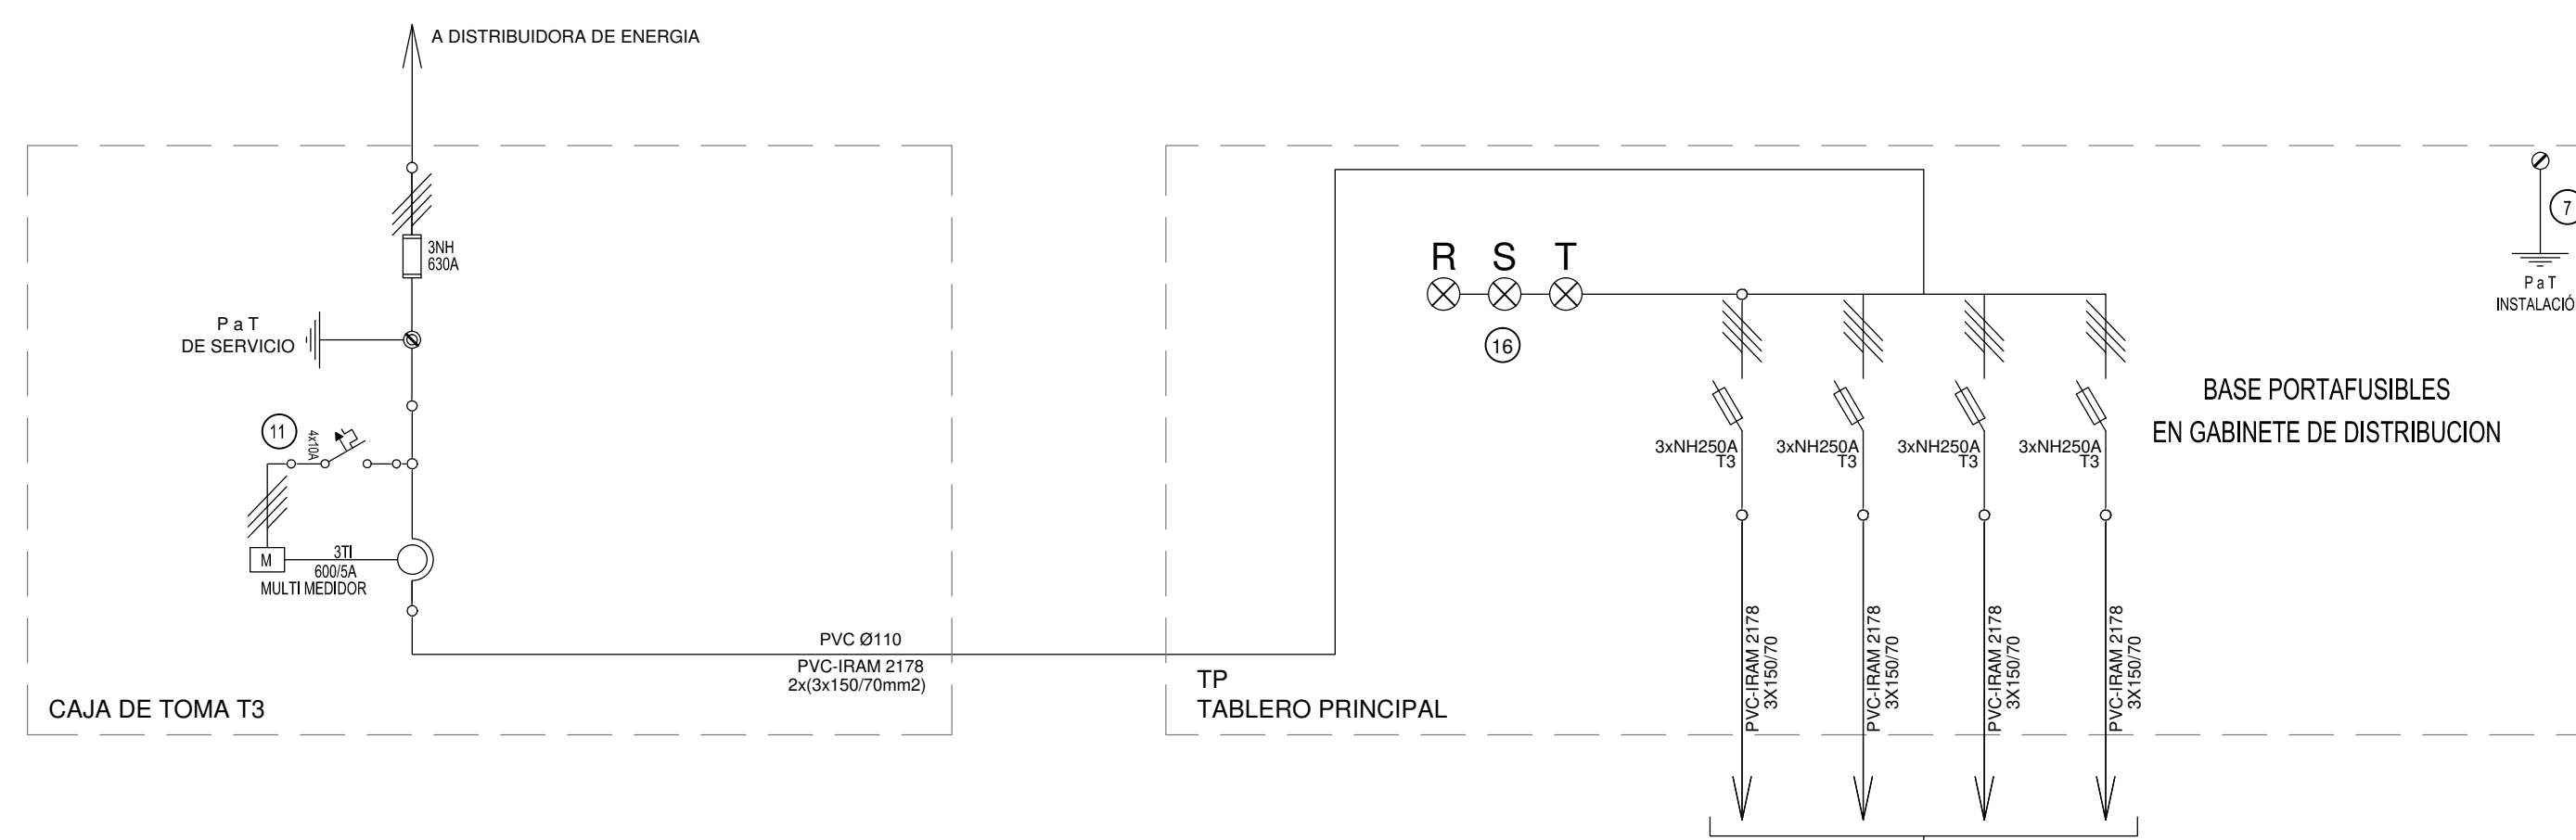 A DISTRIBUIDORA DE ENERGIA
3NH
630A
P a T
DE SERVICIO
11
4x10A
M
3TI
600/5A
MULTI MEDIDOR
PVC Ø110
PVC-IRAM 2178
2x(3x150/70mm2)
CAJA DE TOMA T3
R S T
16
3xNH250A
T3
3xNH250A
T3
3xNH250A
T3
3xNH250A
T3
BASE PORTAFUSIBLES
EN GABINETE DE DISTRIBUCION
7
P a T
INSTALACIÓ
PVC-IRAM 2178
3X150/70
PVC-IRAM 2178
3X150/70
PVC-IRAM 2178
3X150/70
PVC-IRAM 2178
3X150/70
TP
TABLERO PRINCIPAL